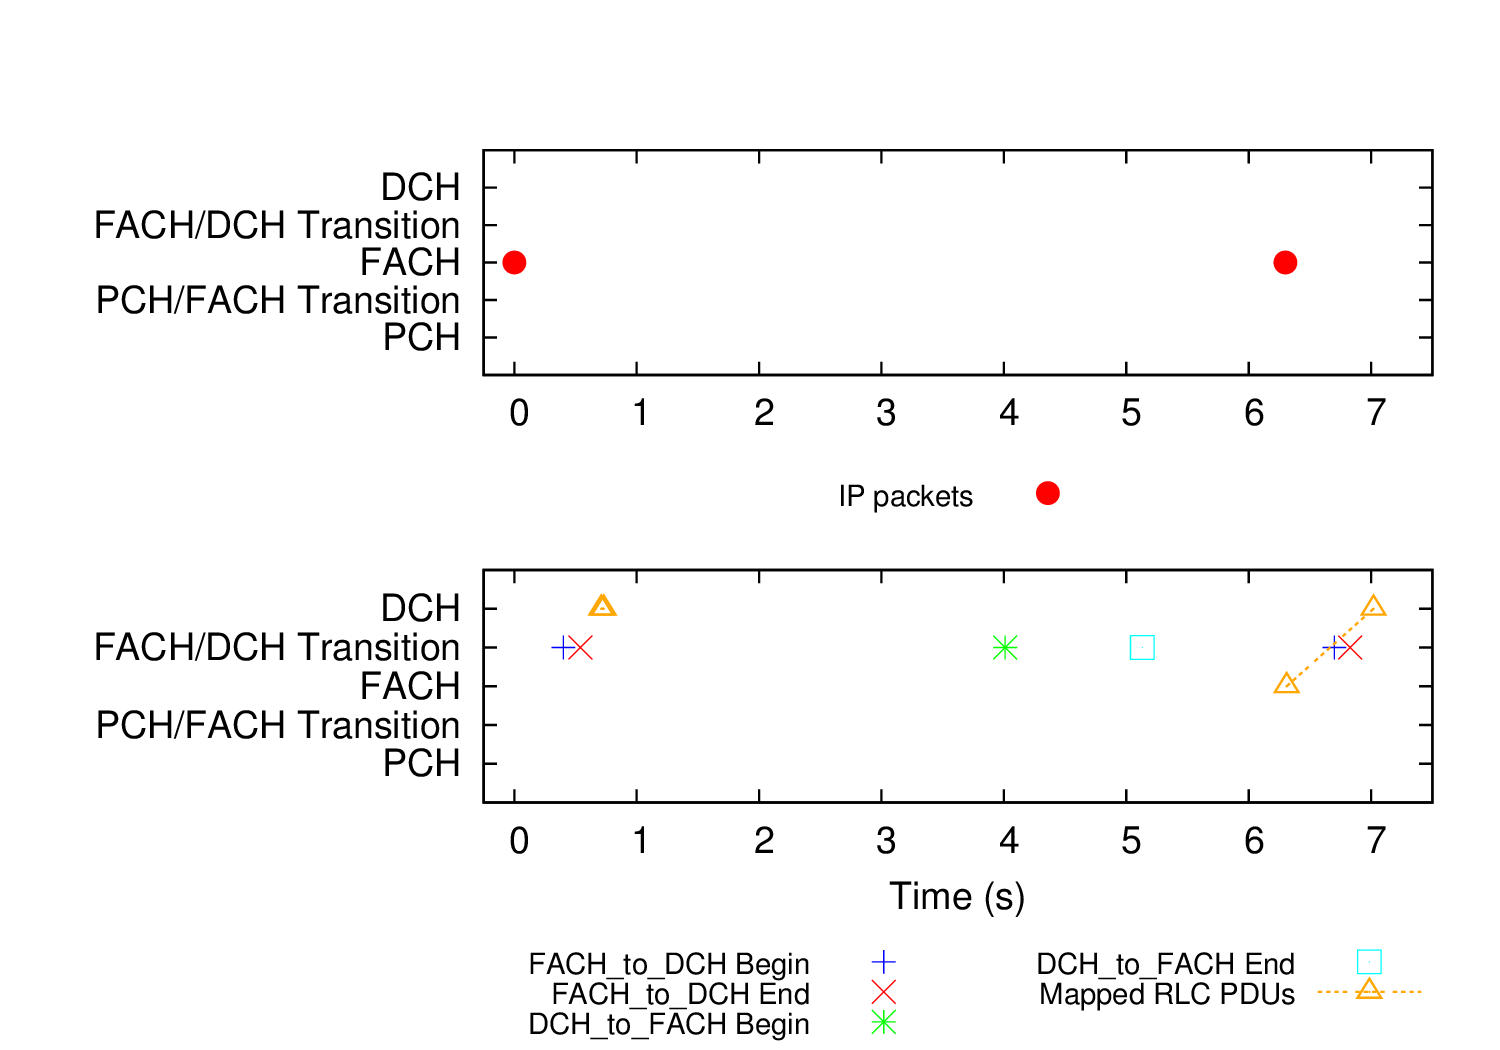 DCH
FACH/DCH Transition
FACH
PCH/FACH Transition
PCH
0 1 2 3 4 5 6 7
IP packets
DCH
FACH/DCH Transition
FACH
PCH/FACH Transition
PCH
0 1 2 3 4 5 6 7
Time (s)
FACH_to_DCH Begin
FACH_to_DCH End
DCH_to_FACH Begin
DCH_to_FACH End
Mapped RLC PDUs